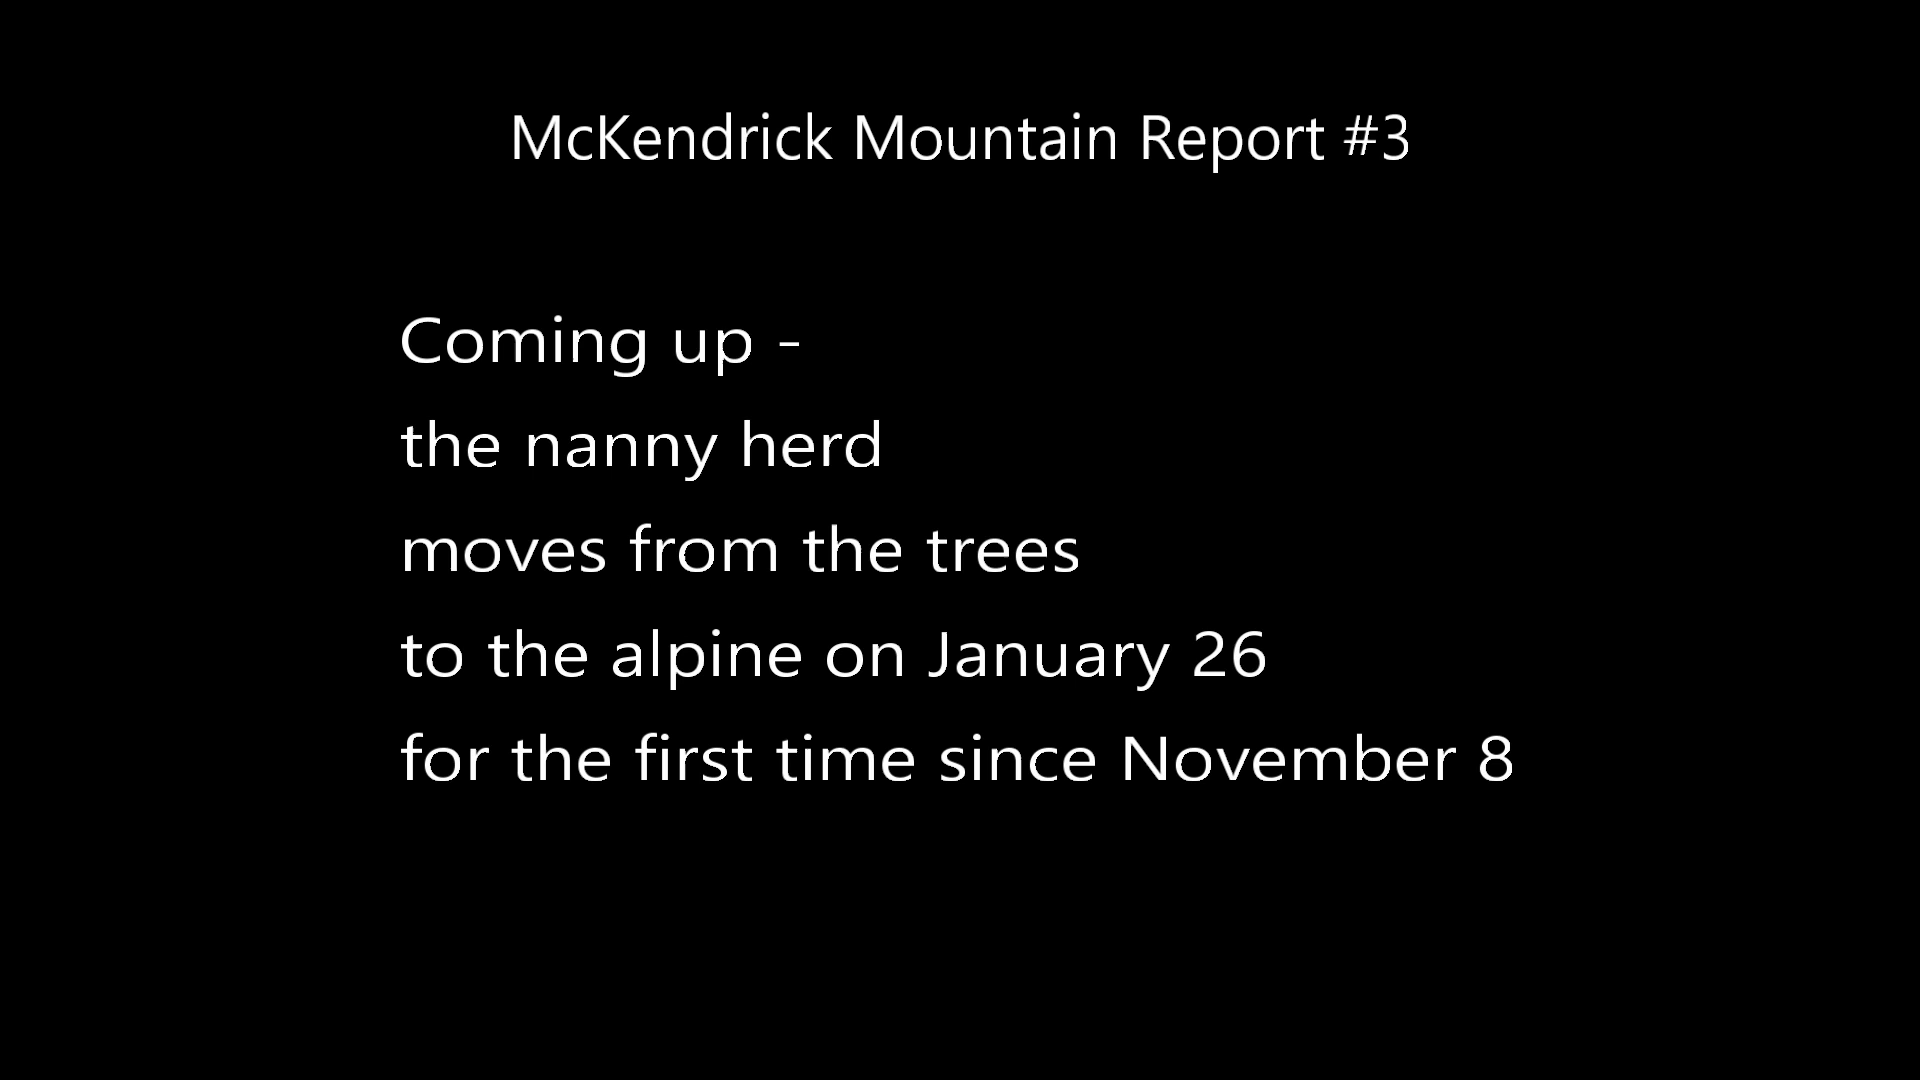 McKendrick Mountain Report #3
Coming up -
the nanny herd
moves from the trees
to the alpine on January 26
for the first time since November 8